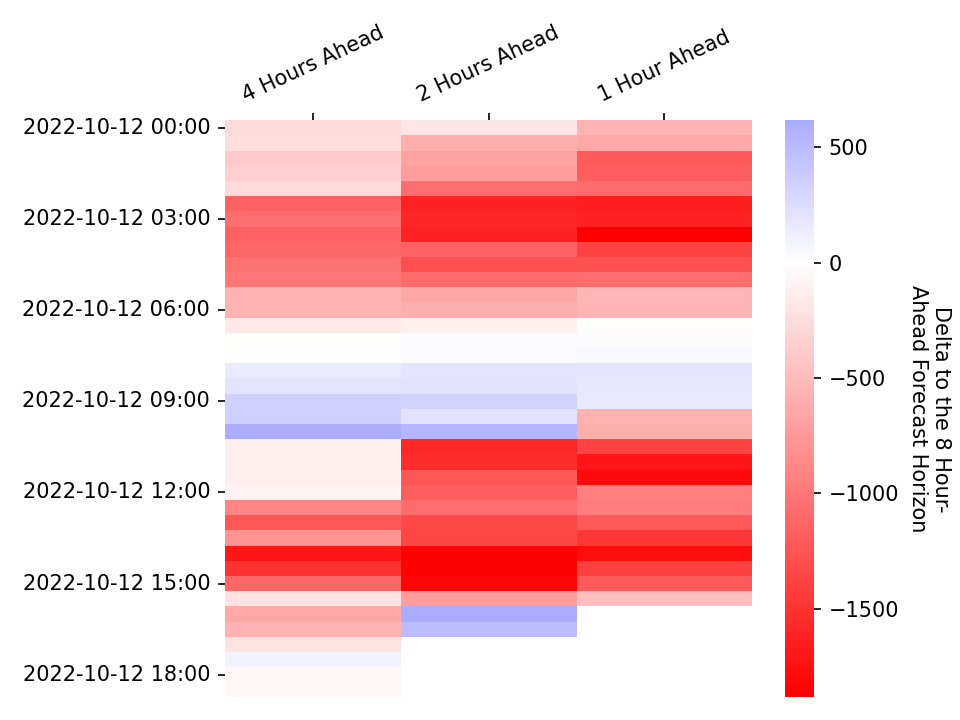 4 Hours Ahead
2 Hours Ahead
1 Hour Ahead
2022-10-12 00:00
2022-10-12 03:00
2022-10-12 06:00
2022-10-12 09:00
2022-10-12 12:00
2022-10-12 15:00
2022-10-12 18:00
500
0
−500
−1000
−1500
Delta to the 8 Hour-
Ahead Forecast Horizon